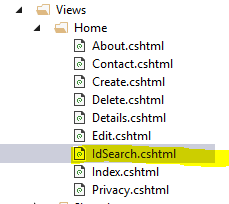 Views
Home
About.cshtml
Contact.cshtml
Create.cshtml
Delete.cshtml
Details.cshtml
Edit.cshtml
IdSearch.cshtml
Index.cshtml
Privacy.cshtml